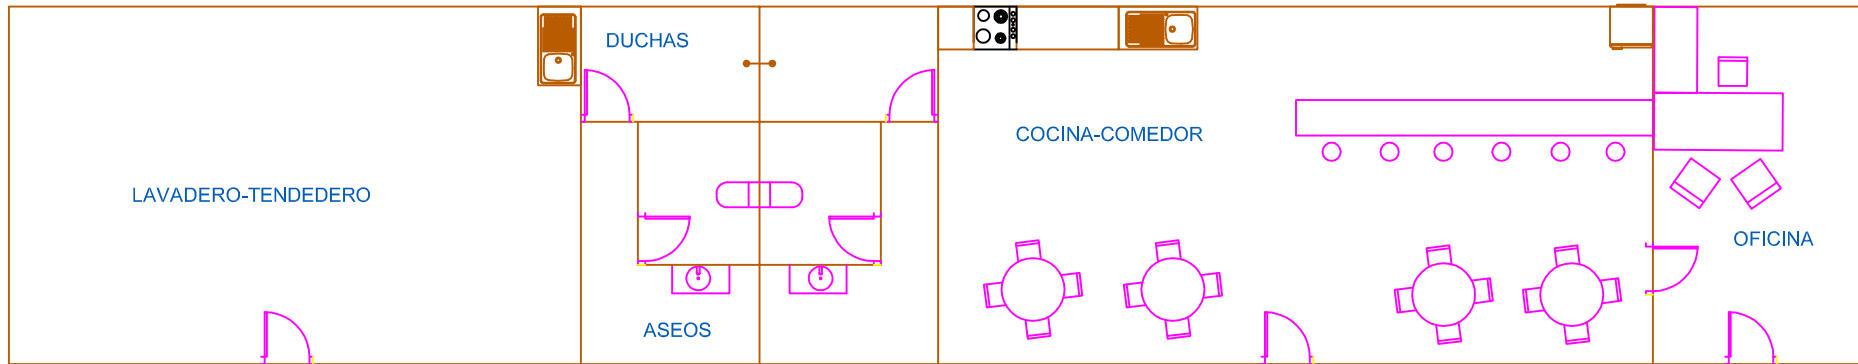 DUCHAS
COCINA-COMEDOR
LAVADERO-TENDEDERO
OFICINA
ASEOS